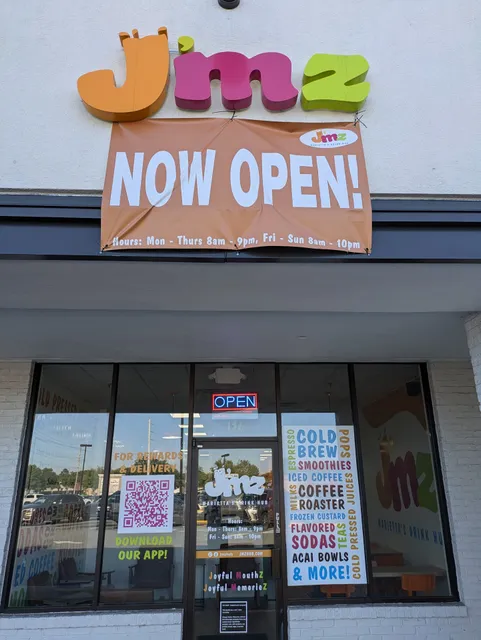 Jmz
Jmz
NOW OPEN!
Hours: Mon - Thurs 8am - 9pm, Fri - Sun 8am - 10pm
OPEN
FOR REWARDS
& DELIVERY
DOWNLOAD
OUR APP!
Jmz
Hours
Mon - Thurs 8am - 9pm
Fri - Sun 8am - 10pm
Joyful MouthZ
Joyful MemorieZ
ESPRESSO
MILKS
COLD
BREW
SMOOTHIES
ICED COFFEE
COFFEE
ROASTER
FROZEN CUSTARD
FLAVORED
SODAS
ACAI BOWLS
& MORE!
PODS
COLD PRESSED JUICES
TEAS
Jmz